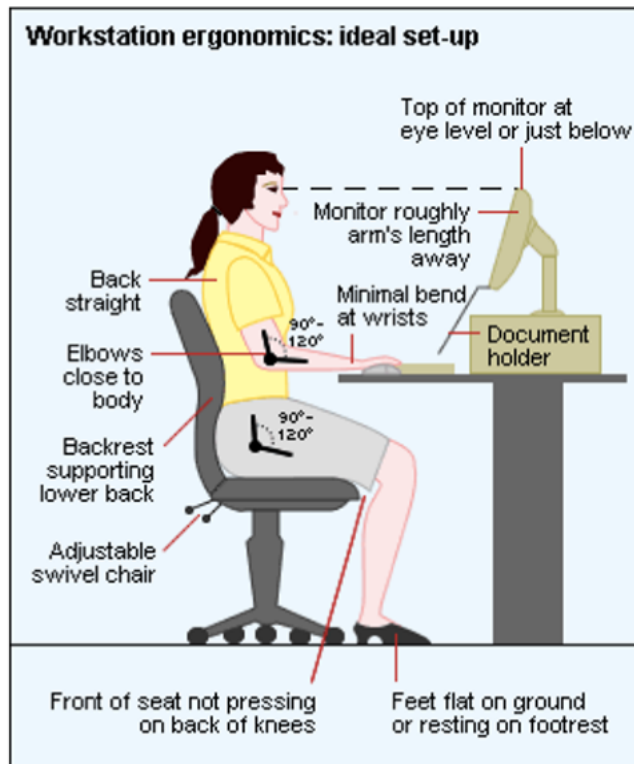 Workstation ergonomics: ideal set-up
Top of monitor at
eye level or just below
Monitor roughly
arm's length
away
Back
straight
Minimal bend
at wrists
90°-
120°
Document
holder
Elbows
close to
body
90°-
120°
Backrest
supporting
lower back
Adjustable
swivel chair
Front of seat not pressing
on back of knees
Feet flat on ground
or resting on footrest